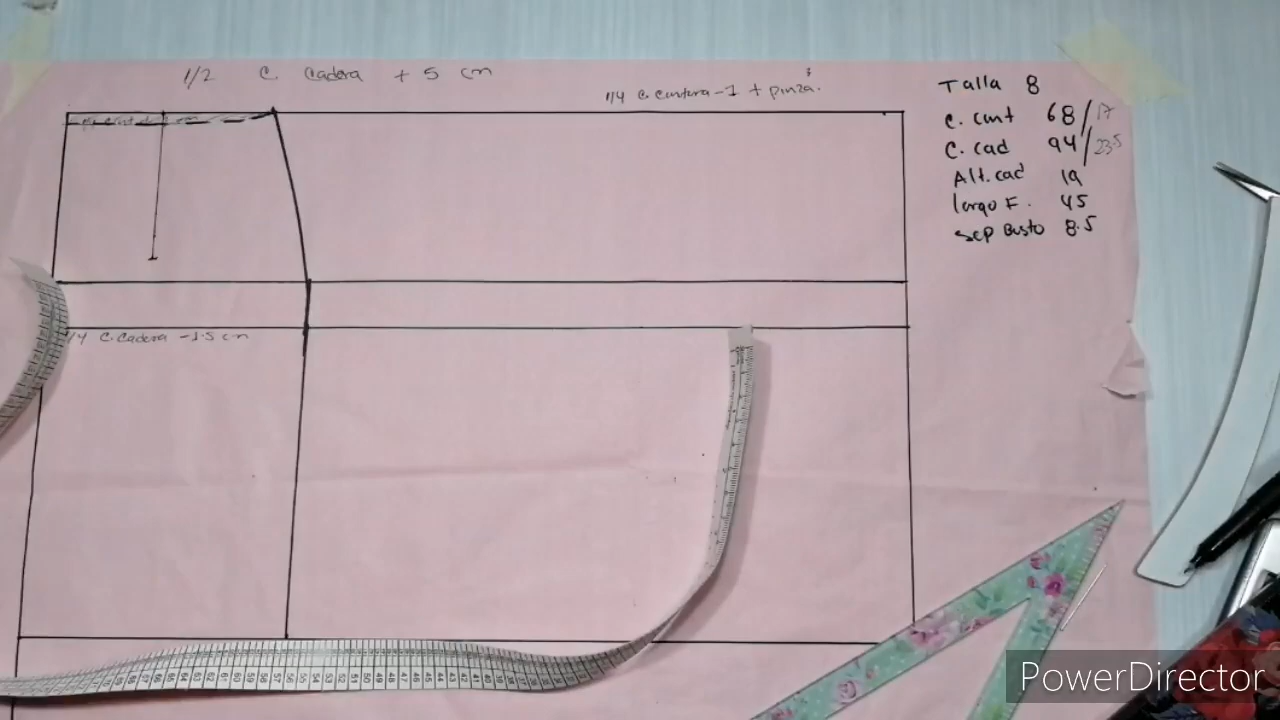 1/2 C. Cadera + 5 cm
1/4 C. Cintura - 1 + pinza.
Talla 8
C. cint 68/17
C. cad 94/23.5
Alt. cad 19
largo F. 45
sep Busto 8.5
1/4 C. Cadera - 1.5 cm
PowerDirector